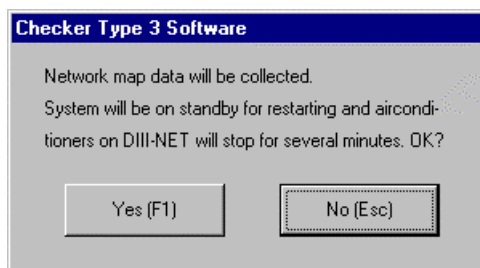 Checker Type 3 Software
Network map data will be collected.
System will be on standby for restarting and aircondi-
tioners on DIII-NET will stop for several minutes. OK?
Yes (F1)
No (Esc)